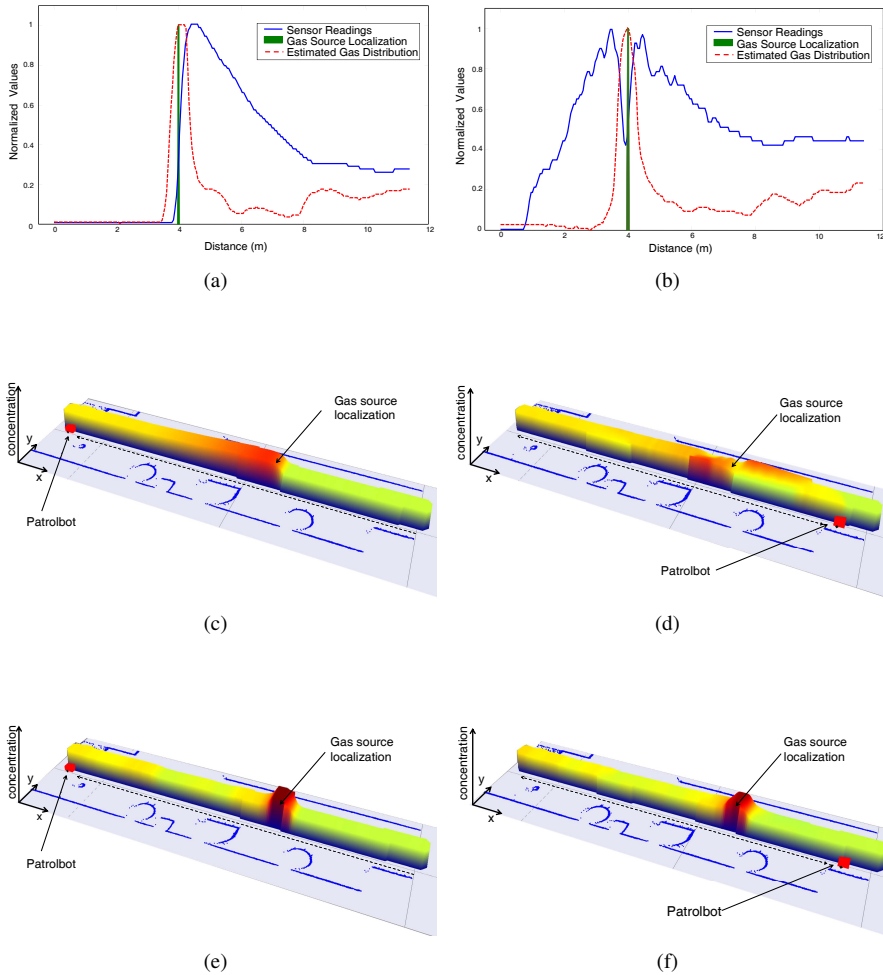 Sensor Readings
Gas Source Localization
Estimated Gas Distribution
Normalized Values
1
0.8
0.6
0.4
0.2
0
0 2 4 6 8 10 12
Distance (m)
(a)
Sensor Readings
Gas Source Localization
Estimated Gas Distribution
Normalized Values
1
0.8
0.6
0.4
0.2
0
0 2 4 6 8 10 12
Distance (m)
(b)
concentration
y
x
Gas source
localization
Patrolbot
(c)
concentration
y
x
Gas source
localization
Patrolbot
(d)
concentration
y
x
Gas source
localization
Patrolbot
(e)
concentration
y
x
Gas source
localization
Patrolbot
(f)